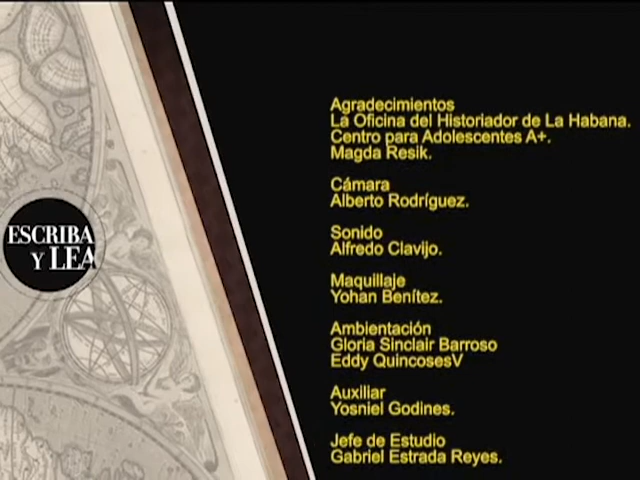 ESCRIBA
Y LEA
Agradecimientos
La Oficina del Historiador de La Habana.
Centro para Adolescentes A+.
Magda Resik.
Cámara
Alberto Rodríguez.
Sonido
Alfredo Clavijo.
Maquillaje
Yohan Benítez.
Ambientación
Gloria Sinclair Barroso
Eddy QuincosesV
Auxiliar
Yosniel Godines.
Jefe de Estudio
Gabriel Estrada Reyes.